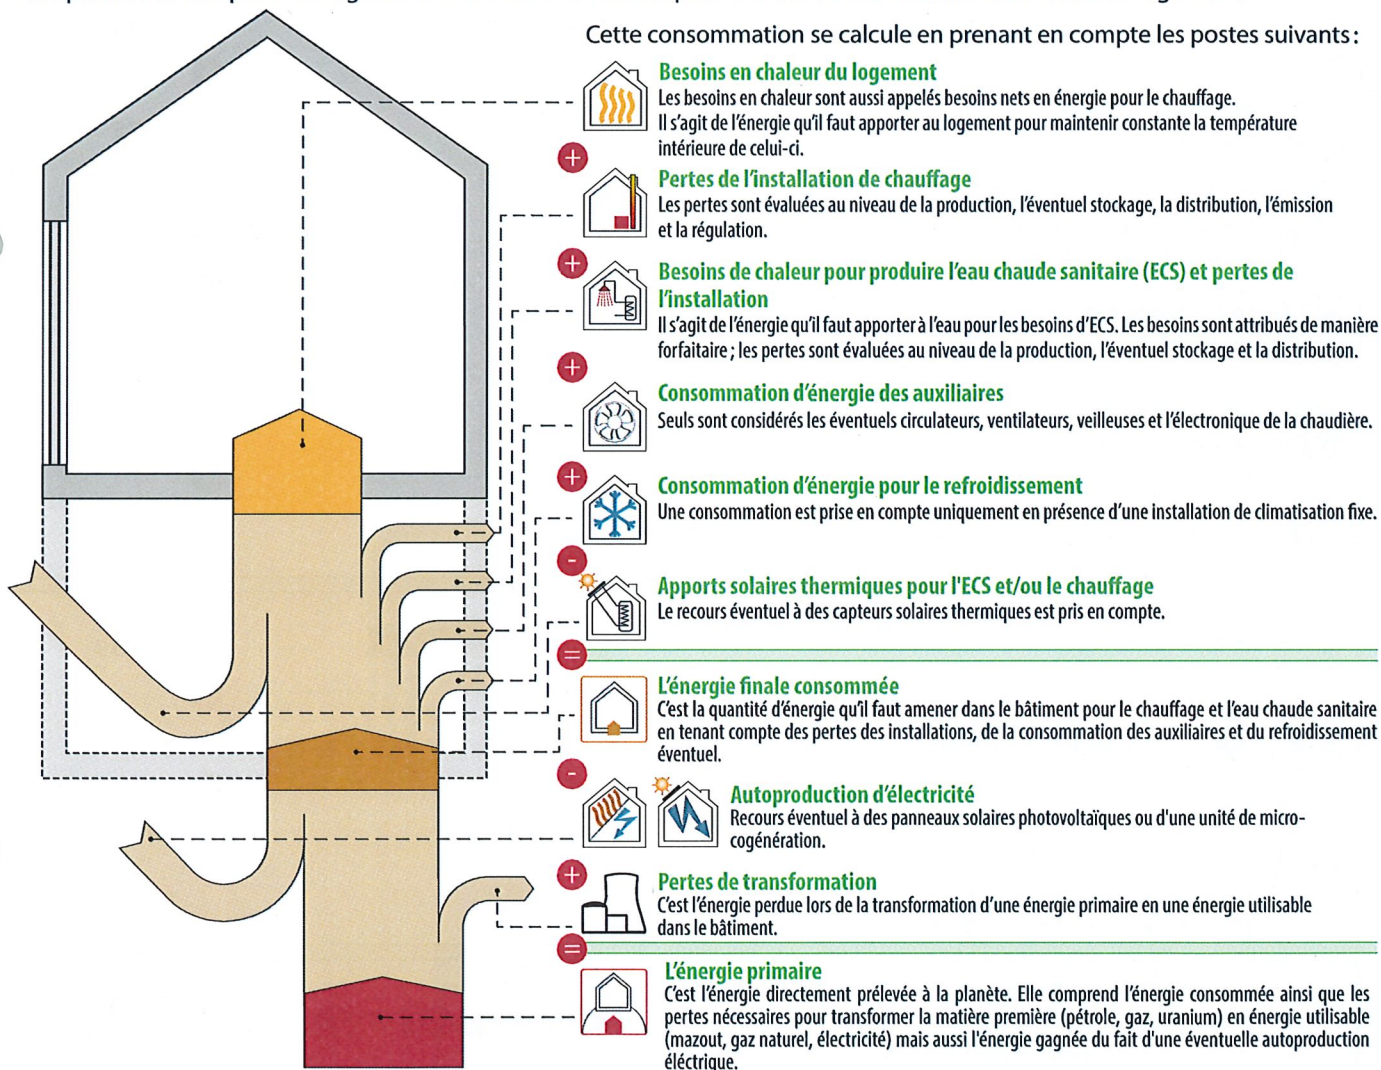 Cette consommation se calcule en prenant en compte les postes suivants :
Besoins en chaleur du logement
Les besoins en chaleur sont aussi appelés besoins nets en énergie pour le chauffage.
Il s'agit de l'énergie qu'il faut apporter au logement pour maintenir constante la température
intérieure de celui-ci.
+
Pertes de l'installation de chauffage
Les pertes sont évaluées au niveau de la production, l'éventuel stockage, la distribution, l'émission
et la régulation.
+
Besoins de chaleur pour produire l'eau chaude sanitaire (ECS) et pertes de
l'installation
Il s'agit de l'énergie qu'il faut apporter à l'eau pour les besoins d'ECS. Les besoins sont attribués de manière
forfaitaire ; les pertes sont évaluées au niveau de la production, l'éventuel stockage et la distribution.
+
Consommation d'énergie des auxiliaires
Seuls sont considérés les éventuels circulateurs, ventilateurs, veilleuses et l'électronique de la chaudière.
+
Consommation d'énergie pour le refroidissement
Une consommation est prise en compte uniquement en présence d'une installation de climatisation fixe.
-
Apports solaires thermiques pour l'ECS et/ou le chauffage
Le recours éventuel à des capteurs solaires thermiques est pris en compte.
=
L'énergie finale consommée
C'est la quantité d'énergie qu'il faut amener dans le bâtiment pour le chauffage et l'eau chaude sanitaire
en tenant compte des pertes des installations, de la consommation des auxiliaires et du refroidissement
éventuel.
-
Autoproduction d'électricité
Recours éventuel à des panneaux solaires photovoltaïques ou d'une unité de micro-
cogénération.
+
Pertes de transformation
C'est l'énergie perdue lors de la transformation d'une énergie primaire en une énergie utilisable
dans le bâtiment.
=
L'énergie primaire
C'est l'énergie directement prélevée à la planète. Elle comprend l'énergie consommée ainsi que les
pertes nécessaires pour transformer la matière première (pétrole, gaz, uranium) en énergie utilisable
(mazout, gaz naturel, électricité) mais aussi l'énergie gagnée du fait d'une éventuelle autoproduction
éléctrique.